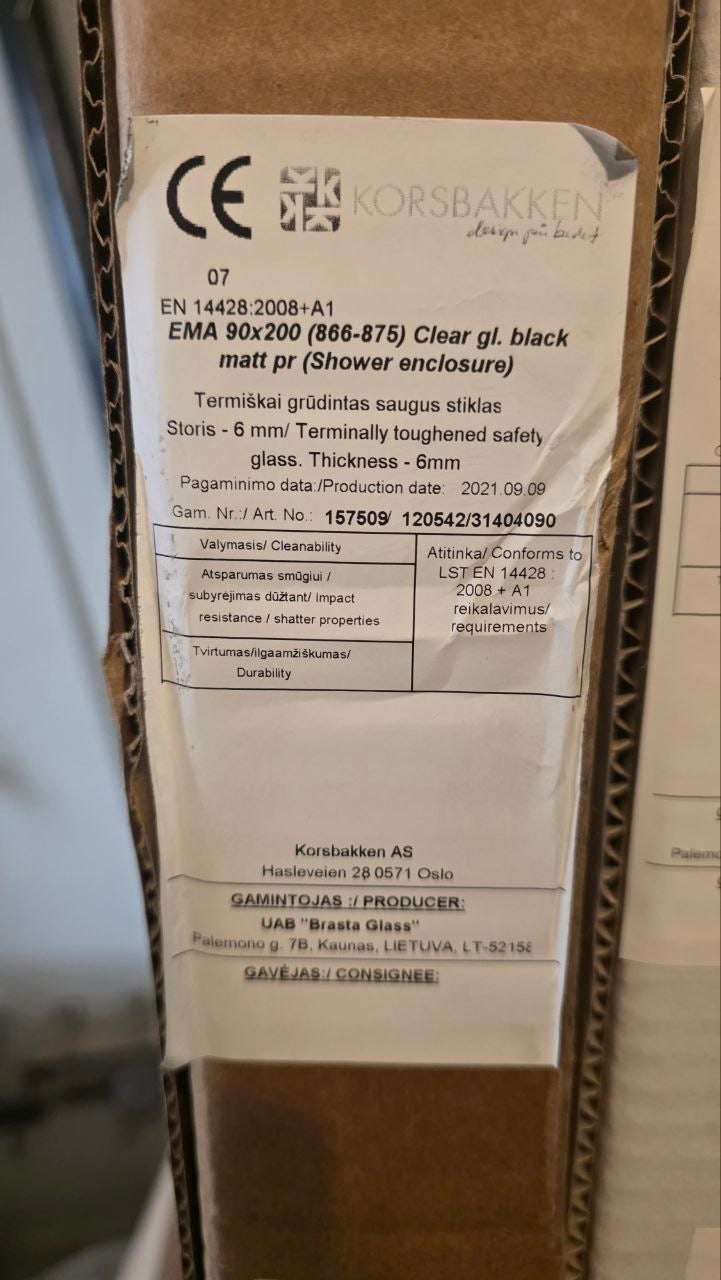 CE KORSBAKKEN
design på badet
07
EN 14428:2008+A1
EMA 90x200 (866-875) Clear gl. black
matt pr (Shower enclosure)
Termiškai grūdintas saugus stiklas
Storis - 6 mm/ Terminally toughened safety
glass. Thickness - 6mm
Pagaminimo data:/Production date: 2021.09.09
Gam. Nr.:/ Art. No.: 157509/ 120542/31404090
Valymasis/ Cleanability
Atsparumas smūgiui /
subyrėjimas dūžtant/ Impact
resistance / shatter properties
Tvirtumas/ilgaamžiškumas/
Durability
Atitinka/ Conforms to
LST EN 14428 :
2008 + A1
reikalavimus/
requirements
Korsbakken AS
Hasleveien 28 0571 Oslo
GAMINTOJAS :/ PRODUCER:
UAB "Brasta Glass"
Palemono g. 7B, Kaunas, LIETUVA, LT-52158
GAVĖJAS:/ CONSIGNEE:
Palemo